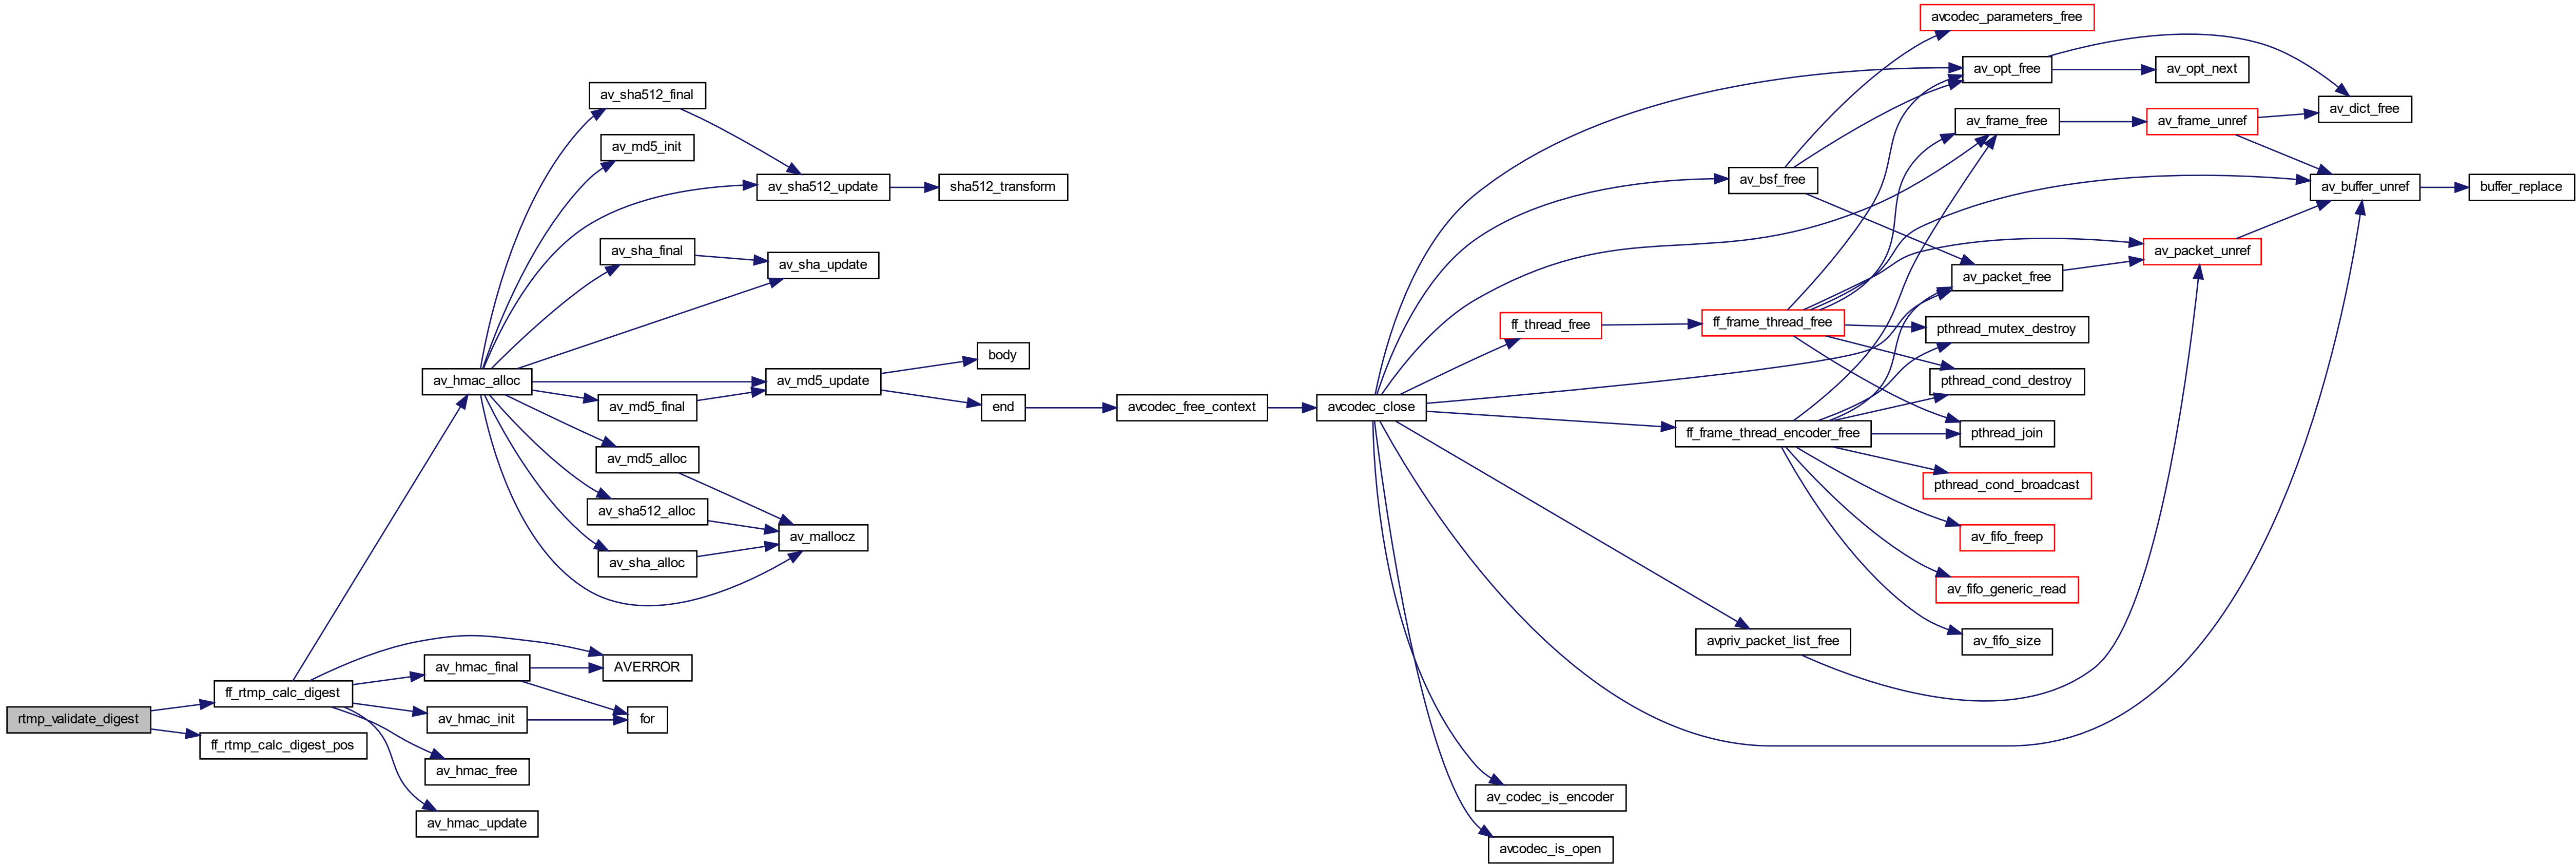 rtmp_validate_digest
ff_rtmp_calc_digest
ff_rtmp_calc_digest_pos
av_hmac_alloc
av_hmac_final
av_hmac_init
av_hmac_free
av_hmac_update
av_sha512_final
av_md5_init
av_sha512_update
sha512_transform
av_sha_final
av_sha_update
av_md5_update
av_md5_final
av_md5_alloc
av_sha512_alloc
av_sha_alloc
av_mallocz
AVERROR
for
body
end
avcodec_free_context
avcodec_close
ff_thread_free
av_codec_is_encoder
avcodec_is_open
av_bsf_free
ff_frame_thread_free
ff_frame_thread_encoder_free
avpriv_packet_list_free
avcodec_parameters_free
av_opt_free
av_frame_free
av_packet_free
pthread_mutex_destroy
pthread_cond_destroy
pthread_join
pthread_cond_broadcast
av_fifo_freep
av_fifo_generic_read
av_fifo_size
av_opt_next
av_frame_unref
av_packet_unref
av_dict_free
av_buffer_unref
buffer_replace